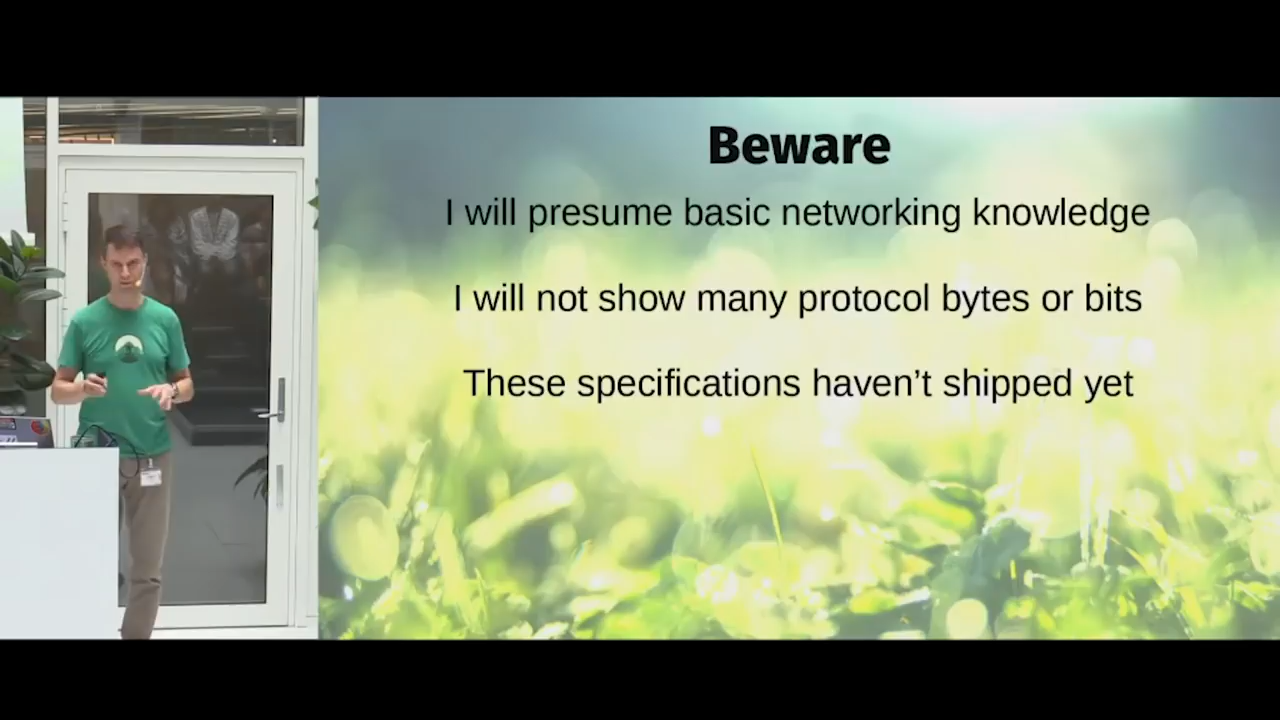 Beware
I will presume basic networking knowledge
I will not show many protocol bytes or bits
These specifications haven’t shipped yet